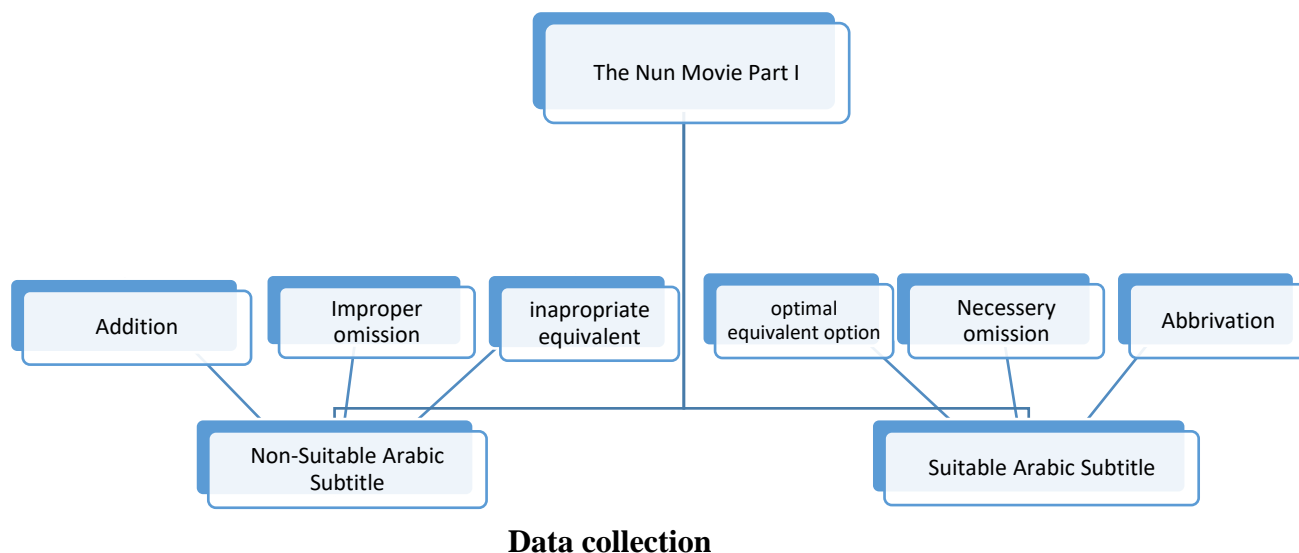 The Nun Movie Part I
Addition
Improper
omission
inapropriate
equivalent
optimal
equivalent option
Necessery
omission
Abbrivation
Non-Suitable Arabic
Subtitle
Suitable Arabic Subtitle
Data collection